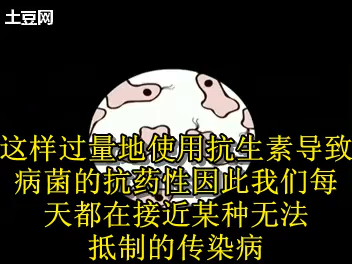 土豆网
这样过量地使用抗生素导致
病菌的抗药性因此我们每
天都在接近某种无法
抵制的传染病